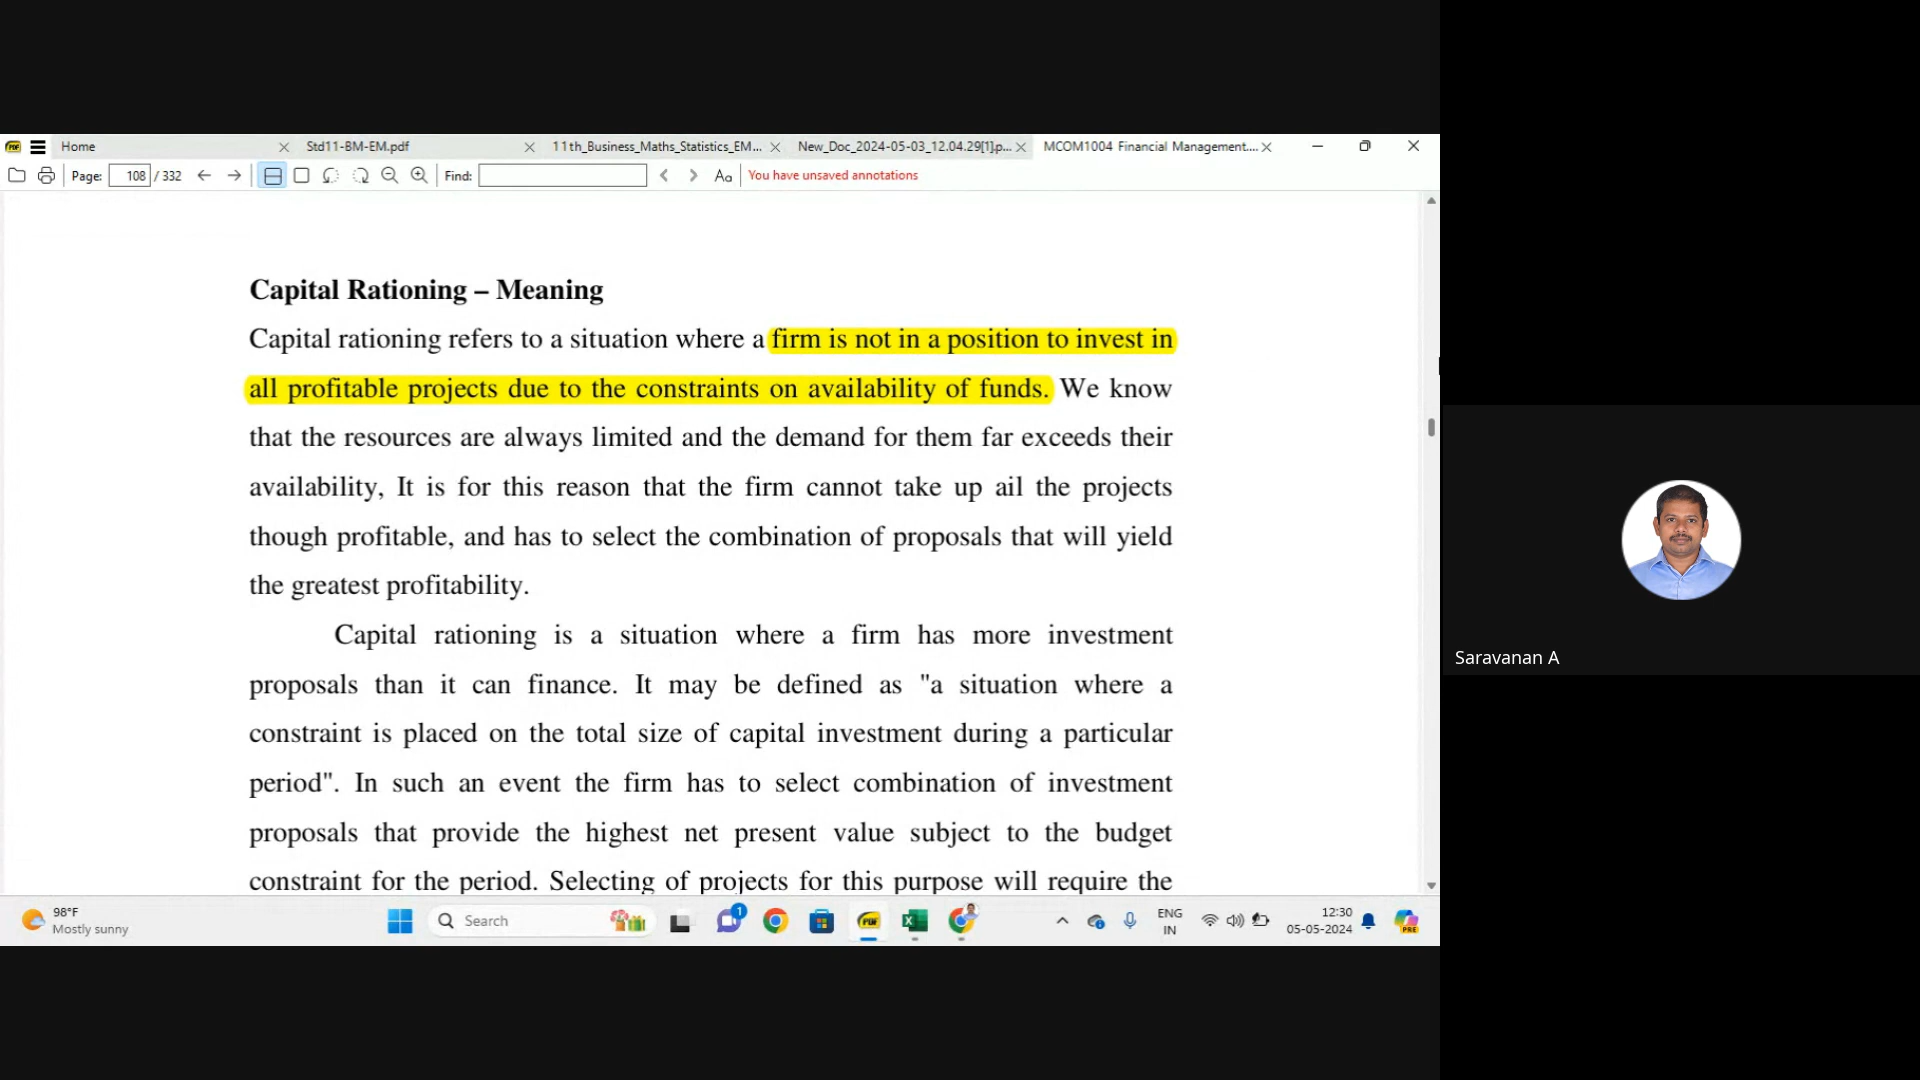 Home
Std11-BM-EM.pdf
11th_Business_Maths_Statistics_EM...
New_Doc_2024-05-03_12.04.29[1].p...
MCOM1004 Financial Management....
Page: 108 / 332
Find:
Aa
You have unsaved annotations
Capital Rationing – Meaning
Capital rationing refers to a situation where a firm is not in a position to invest in
all profitable projects due to the constraints on availability of funds. We know
that the resources are always limited and the demand for them far exceeds their
availability, It is for this reason that the firm cannot take up ail the projects
though profitable, and has to select the combination of proposals that will yield
the greatest profitability.
Capital rationing is a situation where a firm has more investment
proposals than it can finance. It may be defined as "a situation where a
constraint is placed on the total size of capital investment during a particular
period". In such an event the firm has to select combination of investment
proposals that provide the highest net present value subject to the budget
constraint for the period. Selecting of projects for this purpose will require the
Saravanan A
98°F
Mostly sunny
Search
1
PDF
ENG
IN
12:30
05-05-2024
PRE